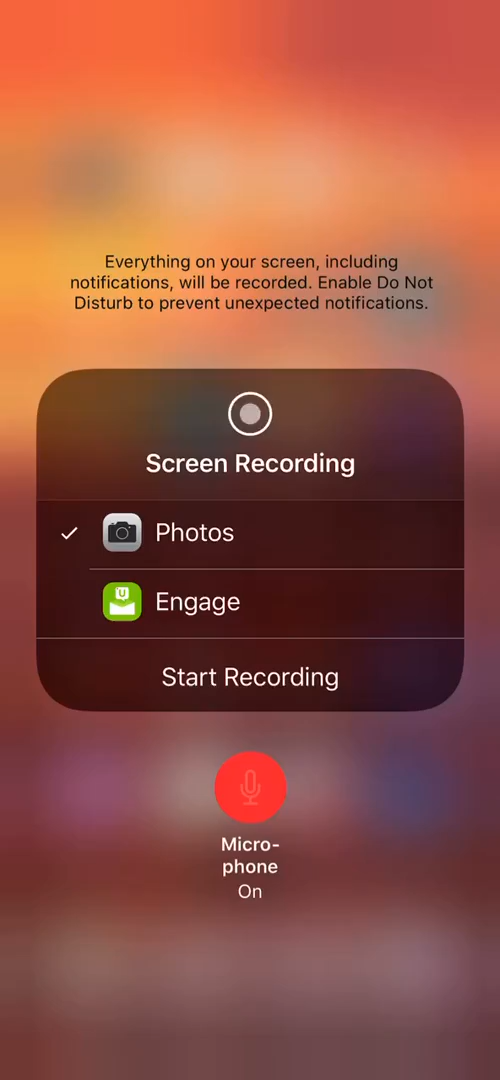 Everything on your screen, including
notifications, will be recorded. Enable Do Not
Disturb to prevent unexpected notifications.
Screen Recording
Photos
Engage
Start Recording
Micro-
phone
On